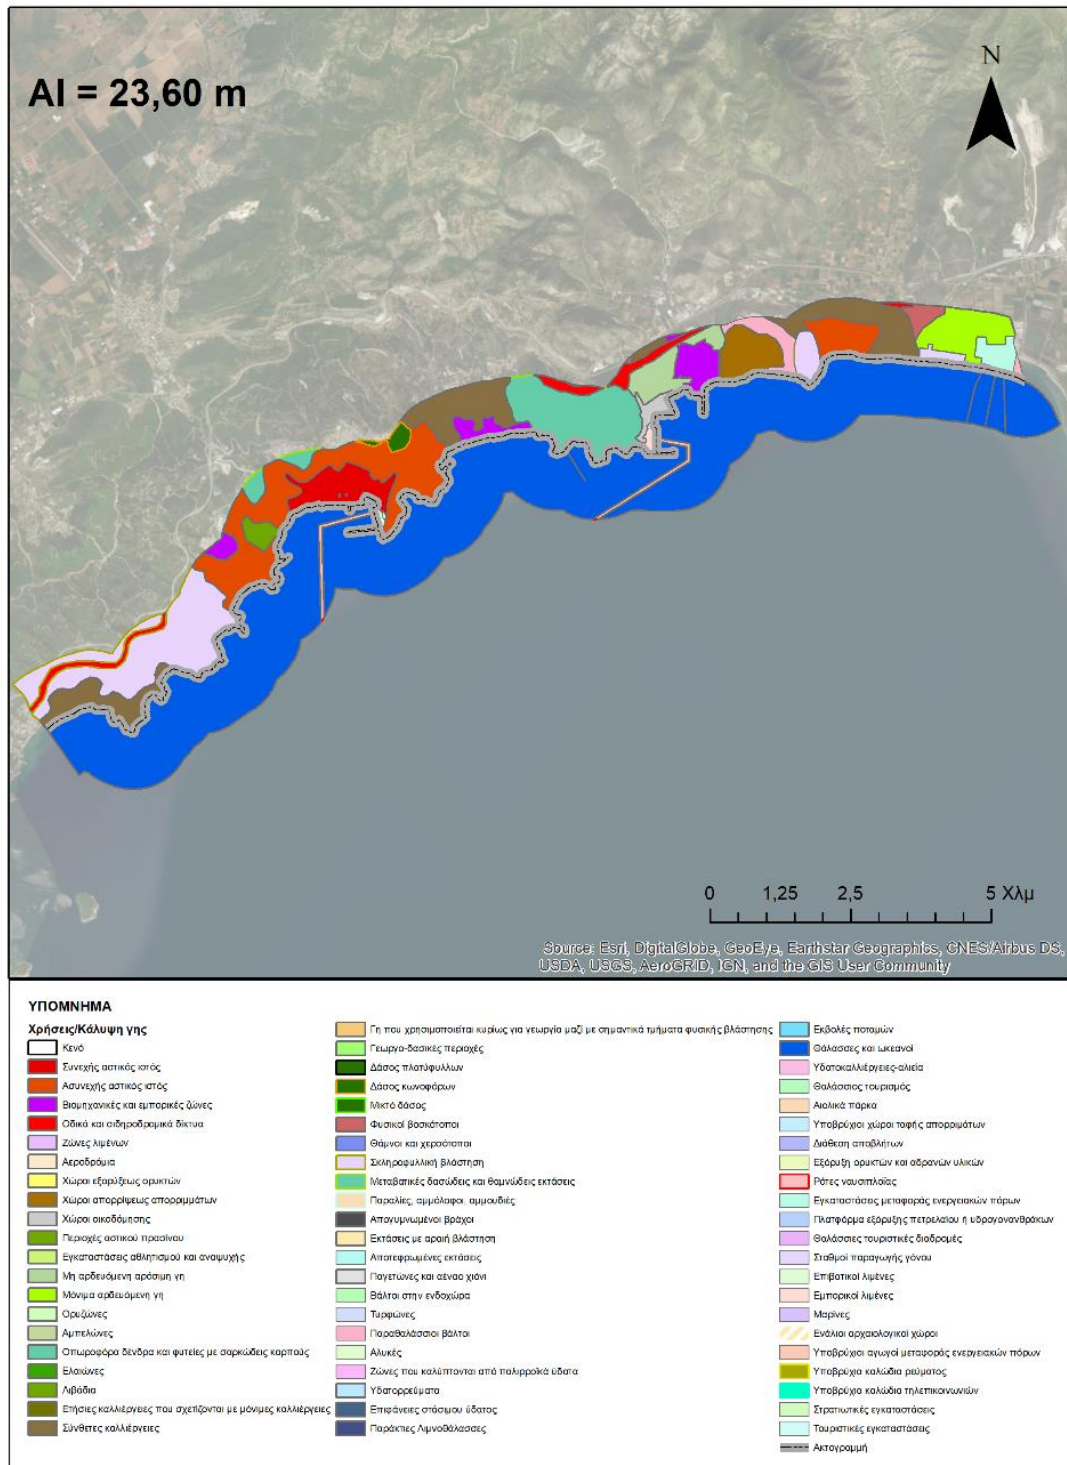 AI = 23,60 m
N
0 1,25 2,5 5 Χλμ
Source: Esri, DigitalGlobe, GeoEye, Earthstar Geographics, CNES/Airbus DS,
USDA, USGS, AeroGRID, IGN, and the GIS User Community
ΥΠΟΜΝΗΜΑ
Χρήσεις/Κάλυψη γης
Κενό
Συνεχής αστικός ιστός
Ασυνεχής αστικός ιστός
Βιομηχανικές και εμπορικές ζώνες
Οδικά και σιδηροδρομικά δίκτυα
Ζώνες λιμένων
Αεροδρόμια
Χώροι εξορύξεως ορυκτών
Χώροι απορρίψεως απορριμμάτων
Χώροι οικοδόμησης
Περιοχές αστικού πρασίνου
Εγκαταστάσεις αθλητισμού και αναψυχής
Μη αρδευόμενη αρόσιμη γη
Μόνιμα αρδευόμενη γη
Ορυζώνες
Αμπελώνες
Οπωροφόρα δένδρα και φυτείες με σαρκώδεις καρπούς
Ελαιώνες
Λιβάδια
Ετήσιες καλλιέργειες που σχετίζονται με μόνιμες καλλιέργειες
Σύνθετες καλλιέργειες
Γη που χρησιμοποιείται κυρίως για γεωργία μαζί με σημαντικά τμήματα φυσικής βλάστησης
Γεωργο-δασικές περιοχές
Δάσος πλατύφυλλων
Δάσος κωνοφόρων
Μικτό δάσος
Φυσικοί βοσκότοποι
Θάμνοι και χερσότοποι
Σκληροφυλλική βλάστηση
Μεταβατικές δασώδεις και θαμνώδεις εκτάσεις
Παραλίες, αμμόλοφοι, αμμουδιές
Απογυμνωμένοι βράχοι
Εκτάσεις με αραιή βλάστηση
Αποτεφρωμένες εκτάσεις
Παγετώνες και αέναο χιόνι
Βάλτοι στην ενδοχώρα
Τυρφώνες
Παραθαλάσσιοι βάλτοι
Αλυκές
Ζώνες που καλύπτονται από παλιρροϊκά ύδατα
Υδατορρεύματα
Επιφάνειες στάσιμου ύδατος
Παράκτιες Λιμνοθάλασσες
Εκβολές ποταμών
Θάλασσες και ωκεανοί
Υδατοκαλλιέργειες-αλιεία
Θαλάσσιος τουρισμός
Αιολικά πάρκα
Υποβρύχιοι χώροι ταφής απορριμάτων
Διάθεση αποβλήτων
Εξόρυξη ορυκτών και αδρανών υλικών
Ρότες ναυσιπλοΐας
Εγκαταστάσεις μεταφοράς ενεργειακών πόρων
Πλατφόρμα εξόρυξης πετρελαίου ή υδρογονανθράκων
Θαλάσσιες τουριστικές διαδρομές
Σταθμοί παραγωγής γόνου
Επιβατικοί λιμένες
Εμπορικοί λιμένες
Μαρίνες
Ενάλιοι αρχαιολογικοί χώροι
Υποβρύχιοι αγωγοί μεταφοράς ενεργειακών πόρων
Υποβρύχια καλώδια ρεύματος
Υποβρύχια καλώδια τηλεπικοινωνιών
Στρατιωτικές εγκαταστάσεις
Τουριστικές εγκαταστάσεις
Ακτογραμμή